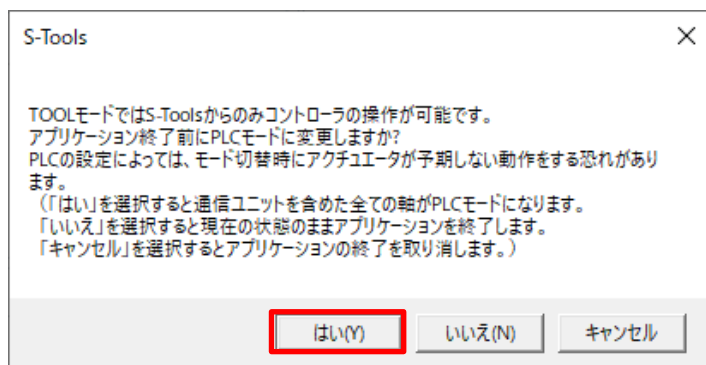 S-Tools
TOOLモードではS-Toolsからのみコントローラの操作が可能です。
アプリケーション終了前にPLCモードに変更しますか?
PLCの設定によっては、モード切替時にアクチュエータが予期しない動作をする恐れがあり
ます。
（「はい」を選択すると通信ユニットを含めた全ての軸がPLCモードになります。
「いいえ」を選択すると現在の状態のままアプリケーションを終了します。
「キャンセル」を選択するとアプリケーションの終了を取り消します。）
はい(Y) いいえ(N) キャンセル